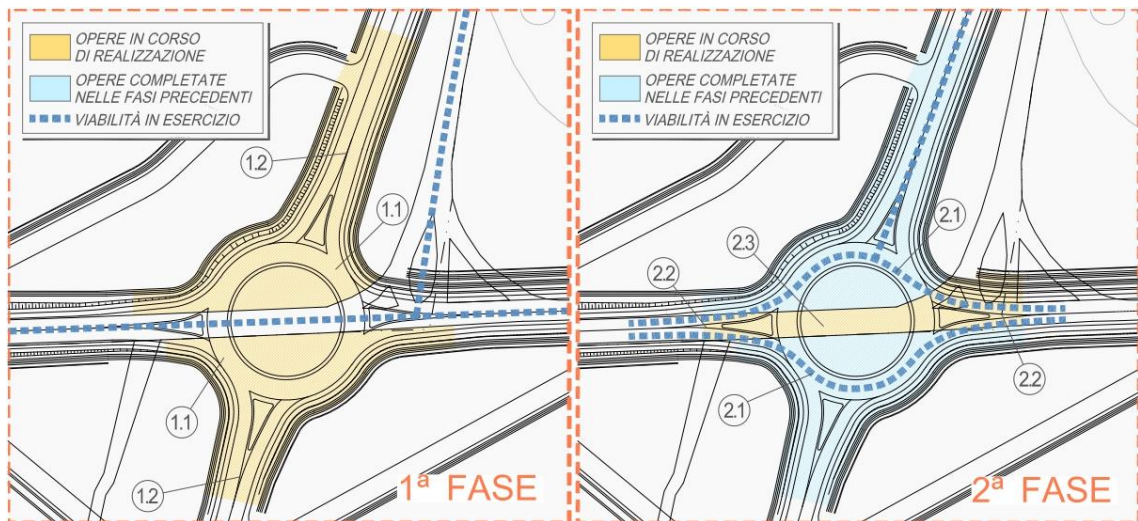 OPERE IN CORSO
DI REALIZZAZIONE
OPERE COMPLETATE
NELLE FASI PRECEDENTI
VIABILITÀ IN ESERCIZIO
1.2
1.1
1.1
1.2
1ª FASE
OPERE IN CORSO
DI REALIZZAZIONE
OPERE COMPLETATE
NELLE FASI PRECEDENTI
VIABILITÀ IN ESERCIZIO
2.1
2.3
2.2
2.2
2.1
2ª FASE